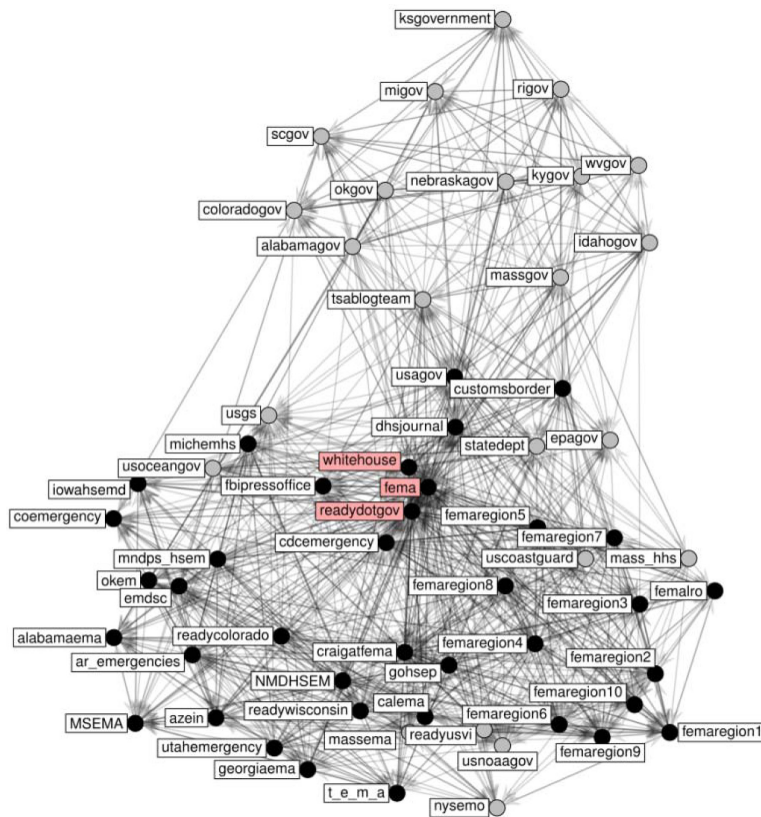 ksgovernment
migov
rigov
scgov
wvgov
okgov
nebraskagov
kygov
coloradogov
alabamagov
idahogov
massgov
tsablogteam
usagov
customsborder
usgs
dhsjournal
michemhs
statedept
epagov
whitehouse
usoceangov
iowahsemd
fbipressoffice
fema
coemergency
readydotgov
femaregion5
femaregion7
cdcemergency
mndps_hsem
uscoastguard
mass_hhs
okem
emdsc
femaregion8
femaregion3
femalro
alabamaema
readycolorado
femaregion4
ar_emergencies
craigatfema
femaregion2
gohsep
NMDHSEM
femaregion10
calema
MSEMA
azein
readywisconsin
femaregion6
femaregion1
massema
readyusvi
utahemergency
femaregion9
usnoaagov
georgiaema
t_e_m_a
nysemo